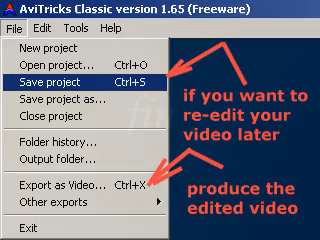 AviTricks Classic version 1.65 (Freeware)
File Edit Tools Help
New project
Open project... Ctrl+O
Save project Ctrl+S
Save project as...
Close project
Folder history...
Output folder...
Export as Video... Ctrl+X
Other exports
Exit
if you want to
re-edit your
video later
produce the
edited video